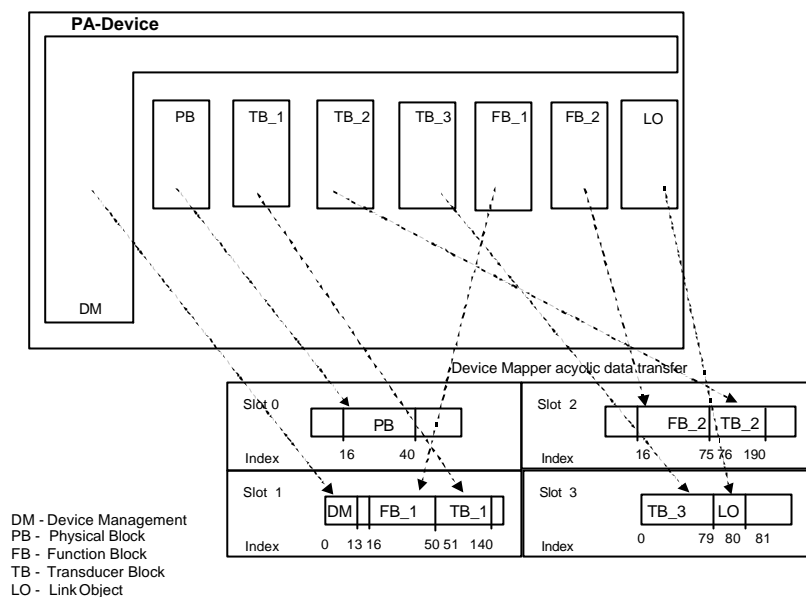 PA-Device
PB
TB_1
TB_2
TB_3
FB_1
FB_2
LO
DM
Device Mapper acyolic data transfer
Slot 0
PB
Index
16
40
Slot 2
FB_2
TB_2
16
75
76
190
Index
Slot 1
DM
FB_1
TB_1
Index
0
13
16
50
51
140
Slot 3
TB_3
LO
Index
0
79
80
81
DM - Device Management
PB - Physical Block
FB - Function Block
TB - Transducer Block
LO - Link Object